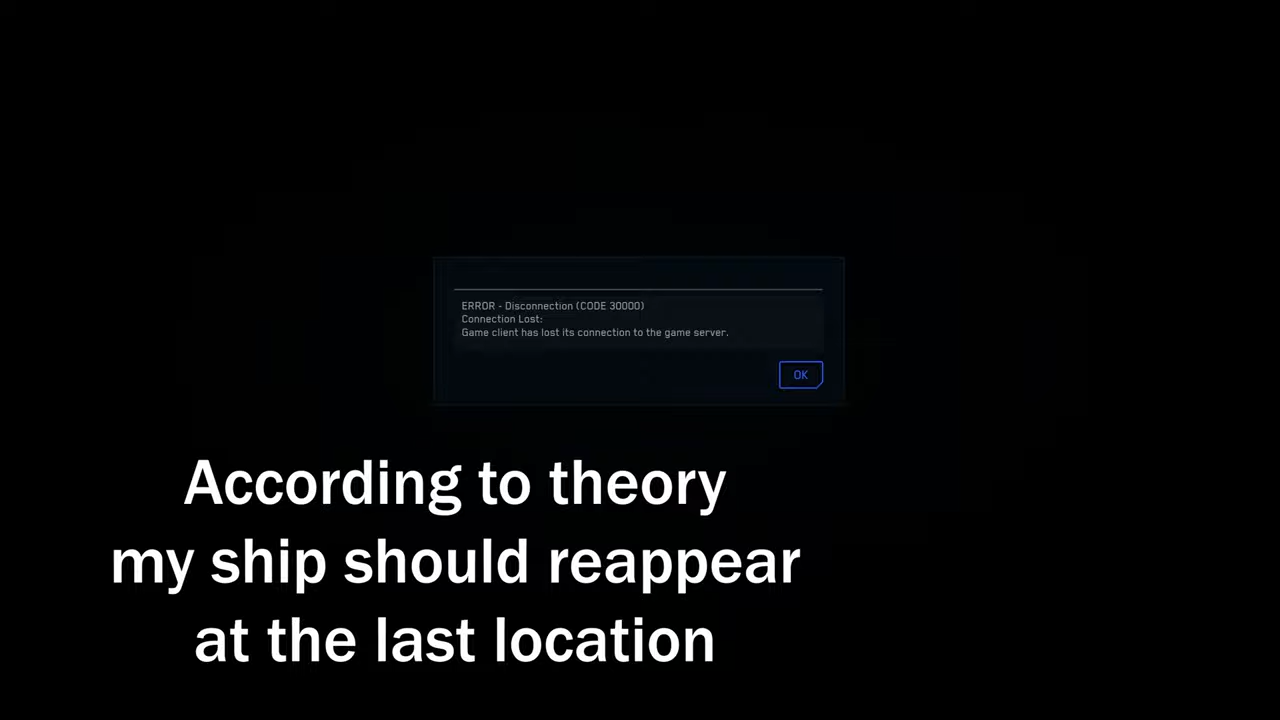 ERROR - Disconnection (CODE 30000)
Connection Lost:
Game client has lost its connection to the game server.
OK
According to theory
my ship should reappear
at the last location